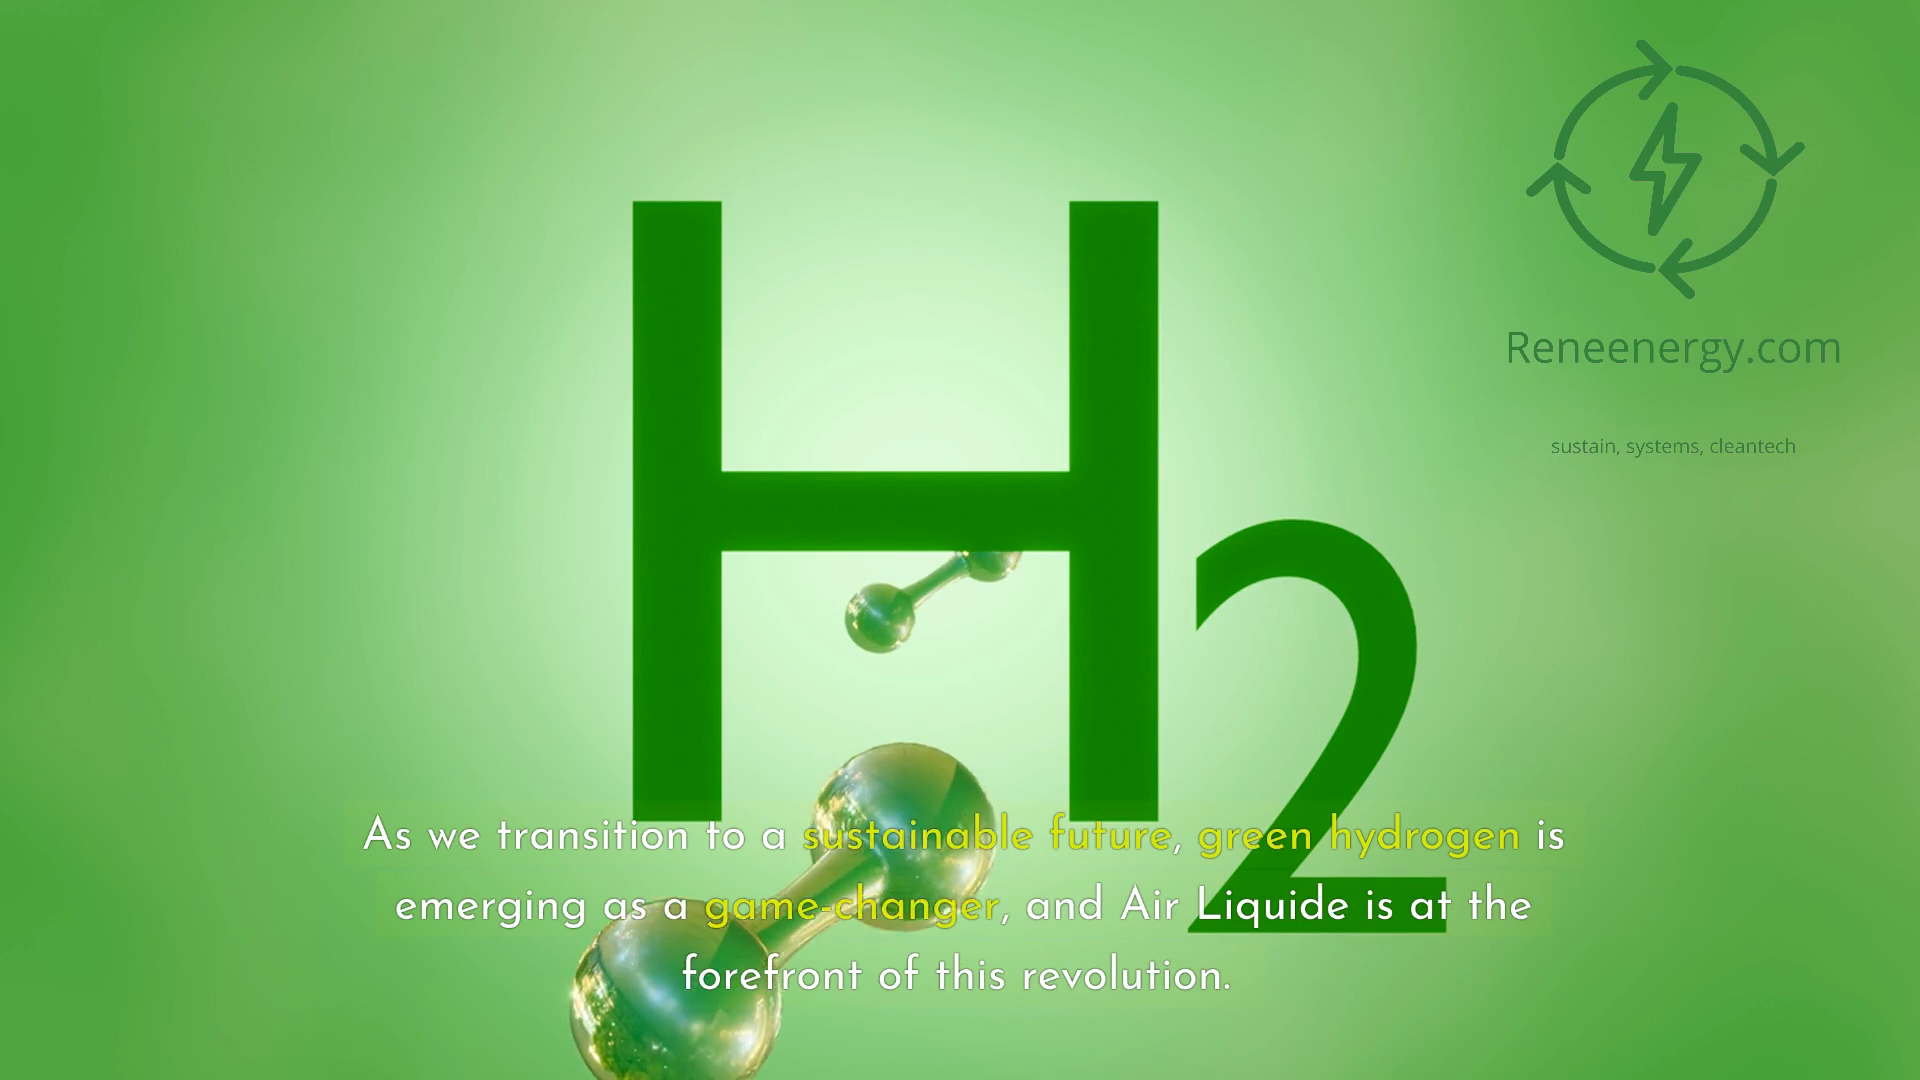 H2
Reneenergy.com
sustain, systems, cleantech
As we transition to a sustainable future, green hydrogen is
emerging as a game-changer, and Air Liquide is at the
forefront of this revolution.